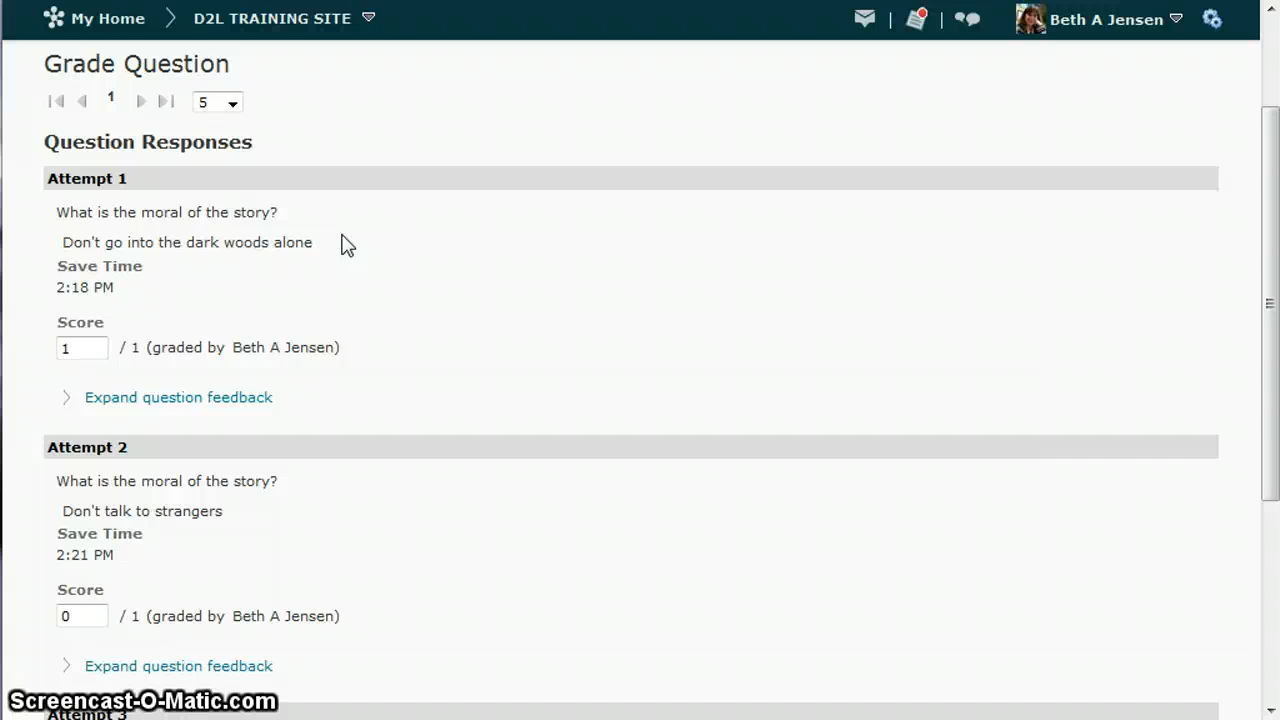 My Home D2L TRAINING SITE Beth A Jensen
Grade Question
1 5
Question Responses
Attempt 1
What is the moral of the story?
Don't go into the dark woods alone
Save Time
2:18 PM
Score
1 / 1 (graded by Beth A Jensen)
Expand question feedback
Attempt 2
What is the moral of the story?
Don't talk to strangers
Save Time
2:21 PM
Score
0 / 1 (graded by Beth A Jensen)
Expand question feedback
Screencast-O-Matic.com
Attempt 3